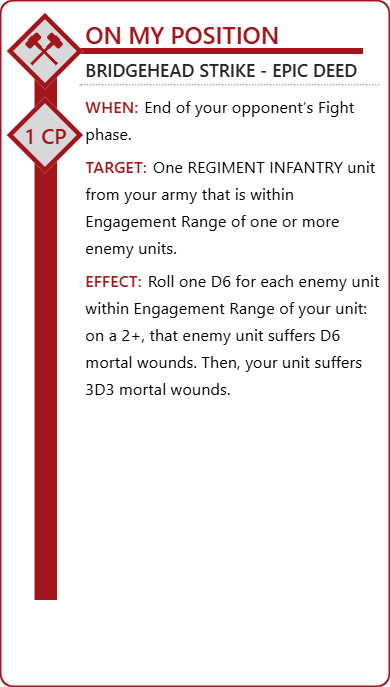 ON MY POSITION
BRIDGEHEAD STRIKE - EPIC DEED
1 CP
WHEN: End of your opponent’s Fight
phase.
TARGET: One REGIMENT INFANTRY unit
from your army that is within
Engagement Range of one or more
enemy units.
EFFECT: Roll one D6 for each enemy unit
within Engagement Range of your unit:
on a 2+, that enemy unit suffers D6
mortal wounds. Then, your unit suffers
3D3 mortal wounds.